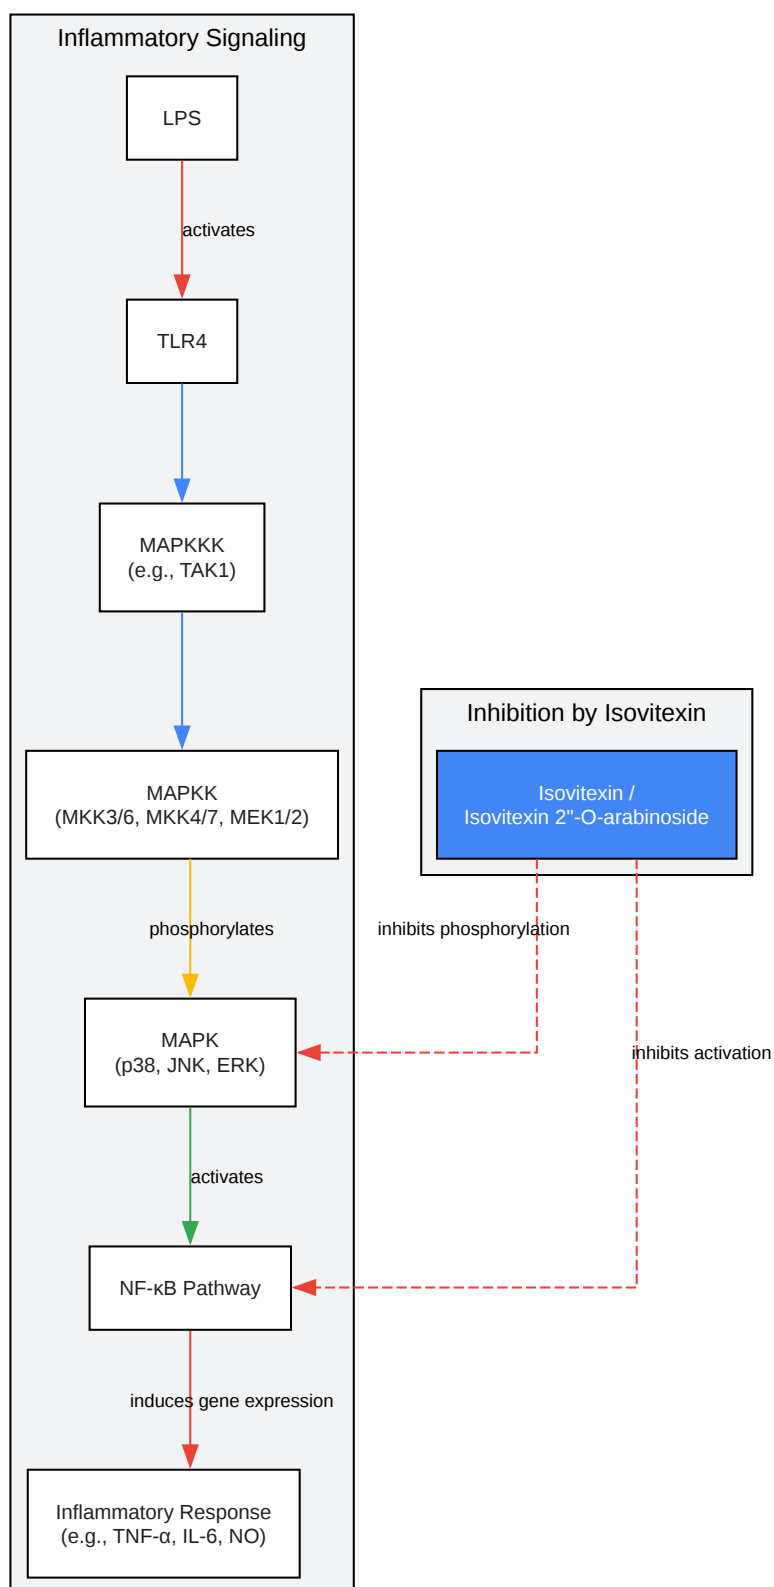 Inflammatory Signaling
LPS
activates
TLR4
MAPKKK
(e.g., TAK1)
Inhibition by Isovitexin
MAPKK
(MKK3/6, MKK4/7, MEK1/2)
Isovitexin /
Isovitexin 2"-O-arabinoside
phosphorylates
inhibits phosphorylation
MAPK
(p38, JNK, ERK)
inhibits activation
activates
NF-κB Pathway
induces gene expression
Inflammatory Response
(e.g., TNF-α, IL-6, NO)